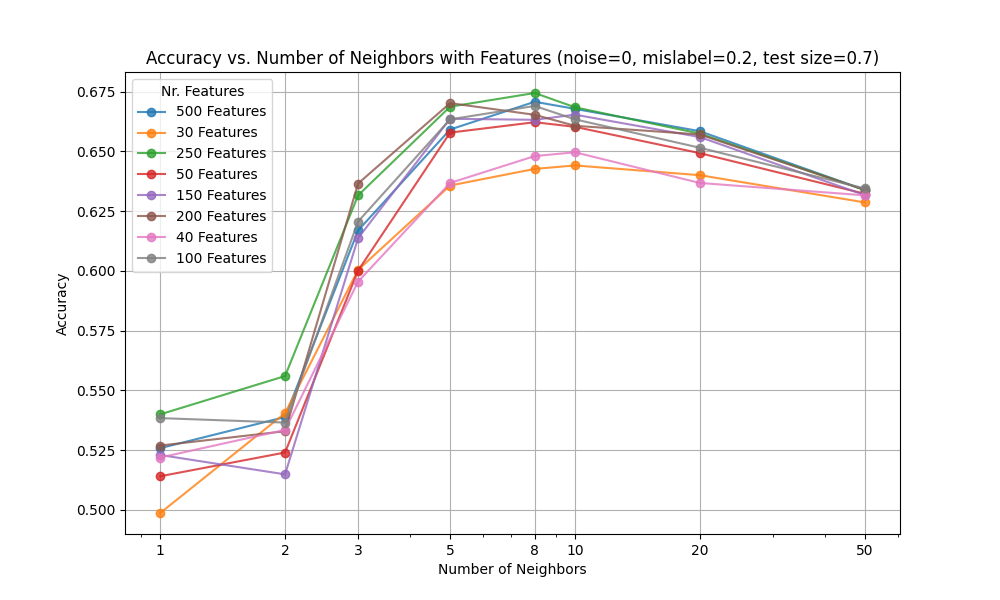 Accuracy vs. Number of Neighbors with Features (noise=0, mislabel=0.2, test size=0.7)
Nr. Features
500 Features
30 Features
250 Features
50 Features
150 Features
200 Features
40 Features
100 Features
Accuracy
0.675
0.650
0.625
0.600
0.575
0.550
0.525
0.500
1 2 3 5 8 10 20 50
Number of Neighbors